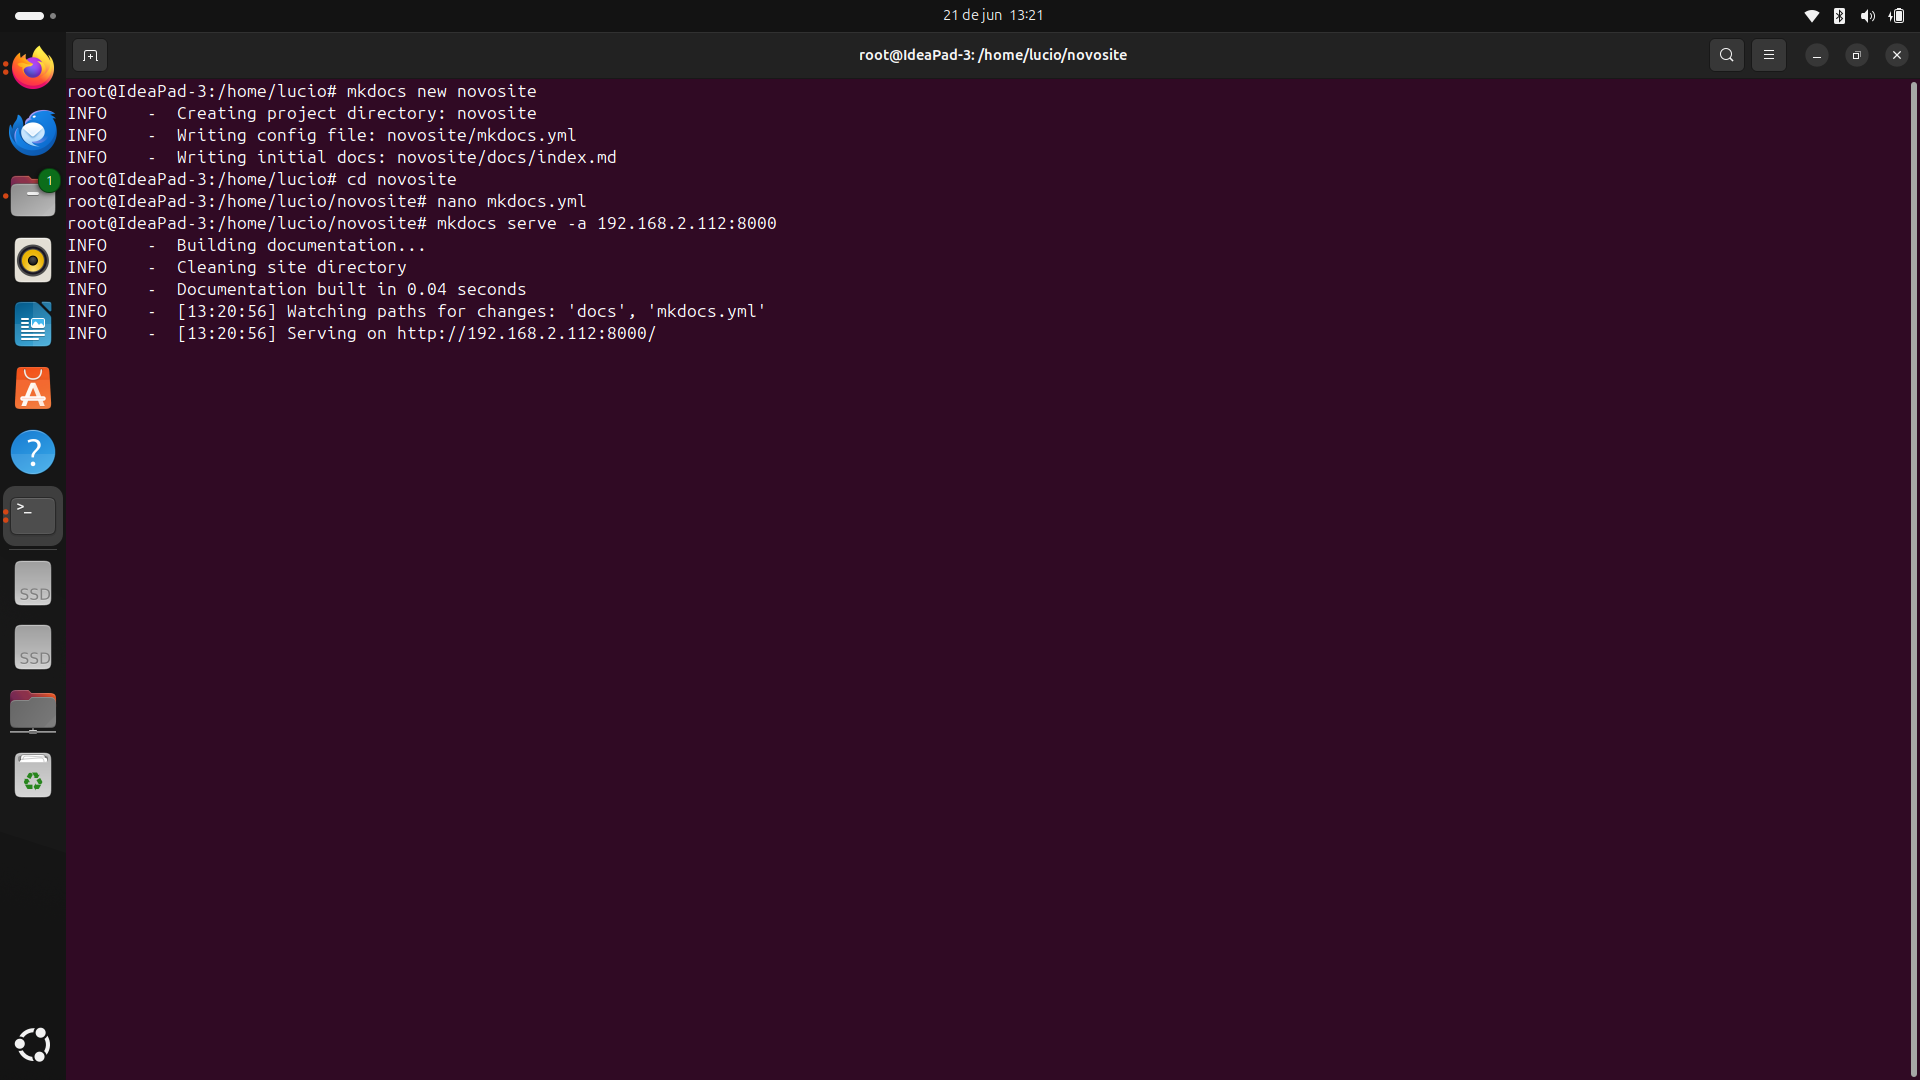 21 de jun 13:21
root@IdeaPad-3: /home/lucio/novosite
root@IdeaPad-3:/home/lucio# mkdocs new novosite
INFO    -  Creating project directory: novosite
INFO    -  Writing config file: novosite/mkdocs.yml
INFO    -  Writing initial docs: novosite/docs/index.md
root@IdeaPad-3:/home/lucio# cd novosite
root@IdeaPad-3:/home/lucio/novosite# nano mkdocs.yml
root@IdeaPad-3:/home/lucio/novosite# mkdocs serve -a 192.168.2.112:8000
INFO    -  Building documentation...
INFO    -  Cleaning site directory
INFO    -  Documentation built in 0.04 seconds
INFO    -  [13:20:56] Watching paths for changes: 'docs', 'mkdocs.yml'
INFO    -  [13:20:56] Serving on http://192.168.2.112:8000/
1
A
?
>_
SSD
SSD